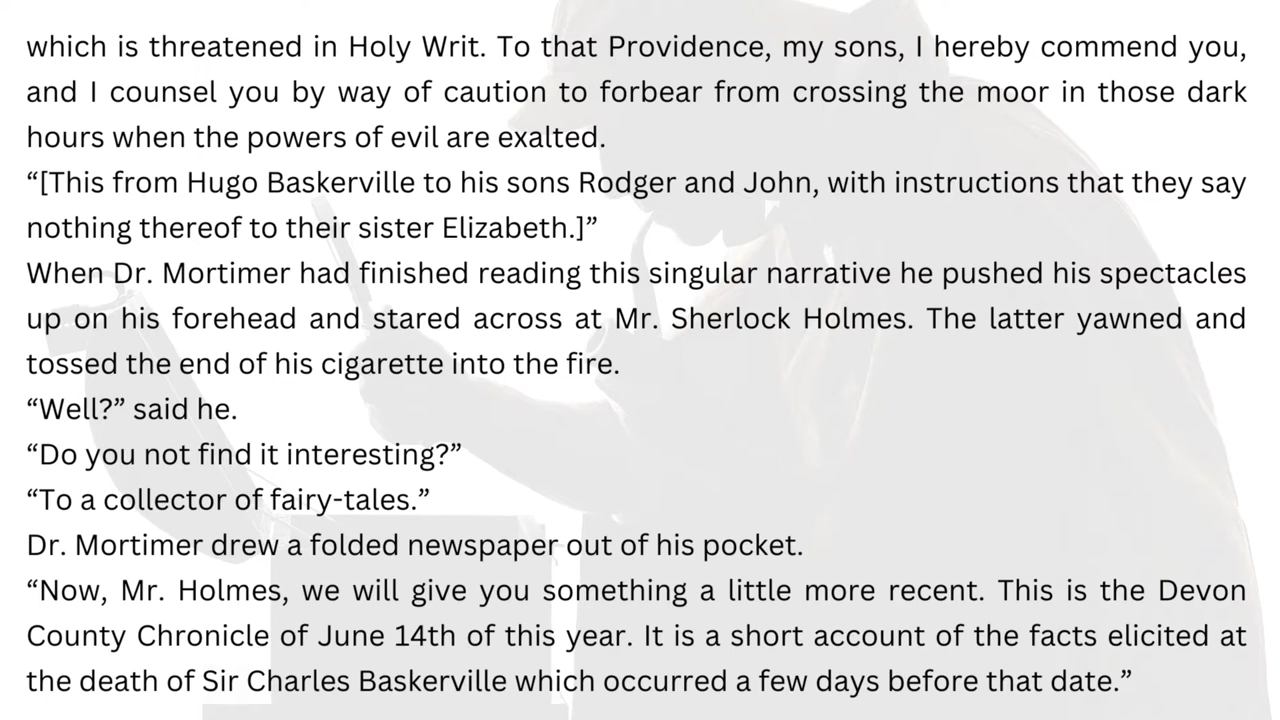 which is threatened in Holy Writ. To that Providence, my sons, I hereby commend you,
and I counsel you by way of caution to forbear from crossing the moor in those dark
hours when the powers of evil are exalted.
“[This from Hugo Baskerville to his sons Rodger and John, with instructions that they say
nothing thereof to their sister Elizabeth.]”
When Dr. Mortimer had finished reading this singular narrative he pushed his spectacles
up on his forehead and stared across at Mr. Sherlock Holmes. The latter yawned and
tossed the end of his cigarette into the fire.
“Well?” said he.
“Do you not find it interesting?”
“To a collector of fairy-tales.”
Dr. Mortimer drew a folded newspaper out of his pocket.
“Now, Mr. Holmes, we will give you something a little more recent. This is the Devon
County Chronicle of June 14th of this year. It is a short account of the facts elicited at
the death of Sir Charles Baskerville which occurred a few days before that date.”